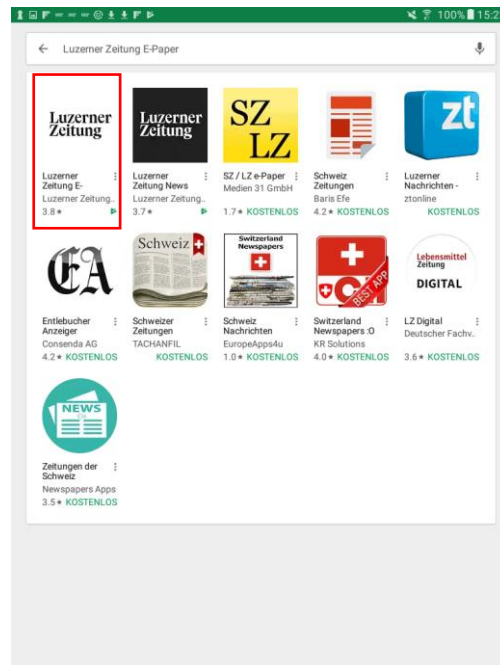 100% 15:2
Luzerner Zeitung E-Paper
Luzerner
Zeitung
Luzerner
Zeitung E-
Luzerner Zeitung..
3.8★
Luzerner
Zeitung
Luzerner
Zeitung News
Luzerner Zeitung..
3.7★
SZ
LZ
SZ / LZ e-Paper
Medien 31 GmbH
1.7★ KOSTENLOS
Schweiz
Zeitungen
Baris Efe
4.2★ KOSTENLOS
zt
Luzerner
Nachrichten -
ztonline
KOSTENLOS
EA
Entlebucher
Anzeiger
Consenda AG
4.2★ KOSTENLOS
Schweiz
Schweizer
Zeitungen
TACHANFIL
KOSTENLOS
Switzerland
Newspapers
Schweiz
Nachrichten
EuropeApps4u
1.0★ KOSTENLOS
BEST APP
Switzerland
Newspapers :O
KR Solutions
4.0★ KOSTENLOS
Lebensmittel
Zeitung
DIGITAL
LZ Digital
Deutscher Fachv..
3.6★ KOSTENLOS
NEWS
Zeitungen der
Schweiz
Newspapers Apps
3.5★ KOSTENLOS